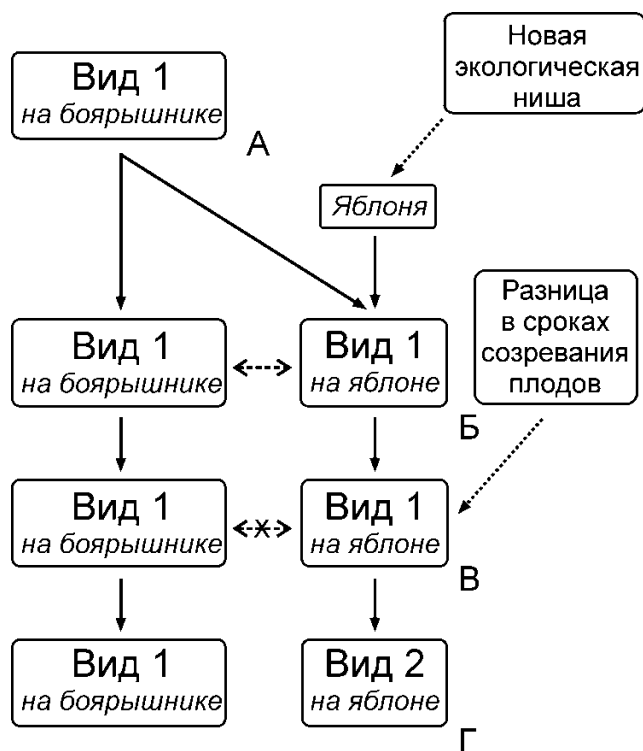 Вид 1
на боярышнике
Новая
экологическая
ниша
А
Яблоня
Вид 1
на боярышнике
Вид 1
на яблоне
Разница
в сроках
созревания
плодов
Б
Вид 1
на боярышнике
Вид 1
на яблоне
В
Вид 1
на боярышнике
Вид 2
на яблоне
Г